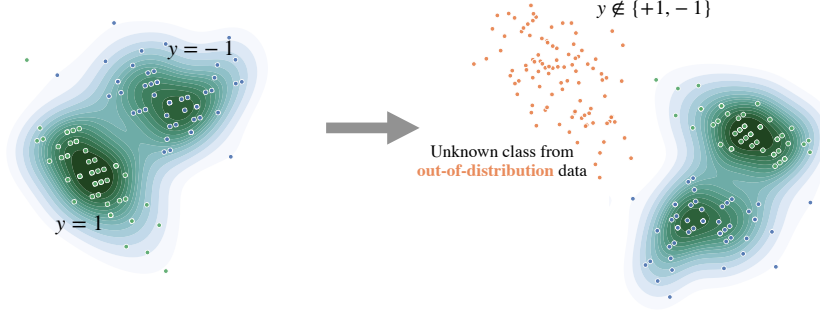 y ∉ {+1, − 1}
y = − 1
Unknown class from
out-of-distribution data
y = 1